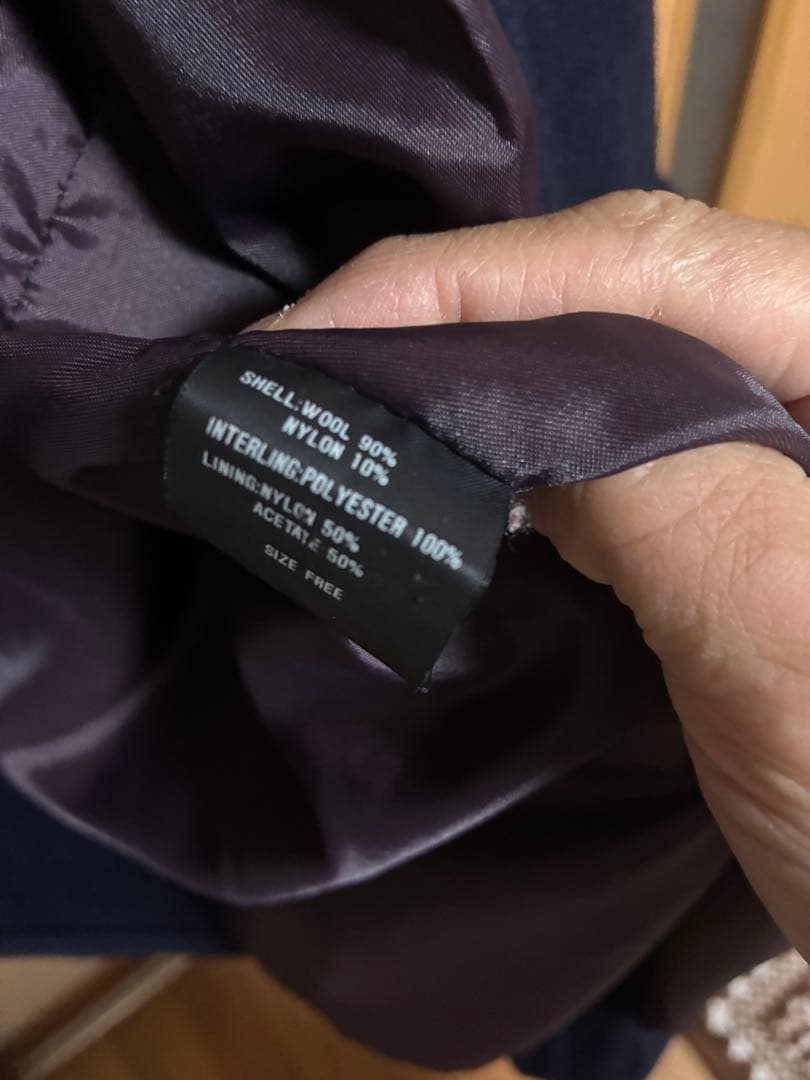 SHELL:WOOL 90%
NYLON 10%
INTERLING:POLYESTER 100%
LINING:NYLON 50%
ACETATE 50%
SIZE FREE